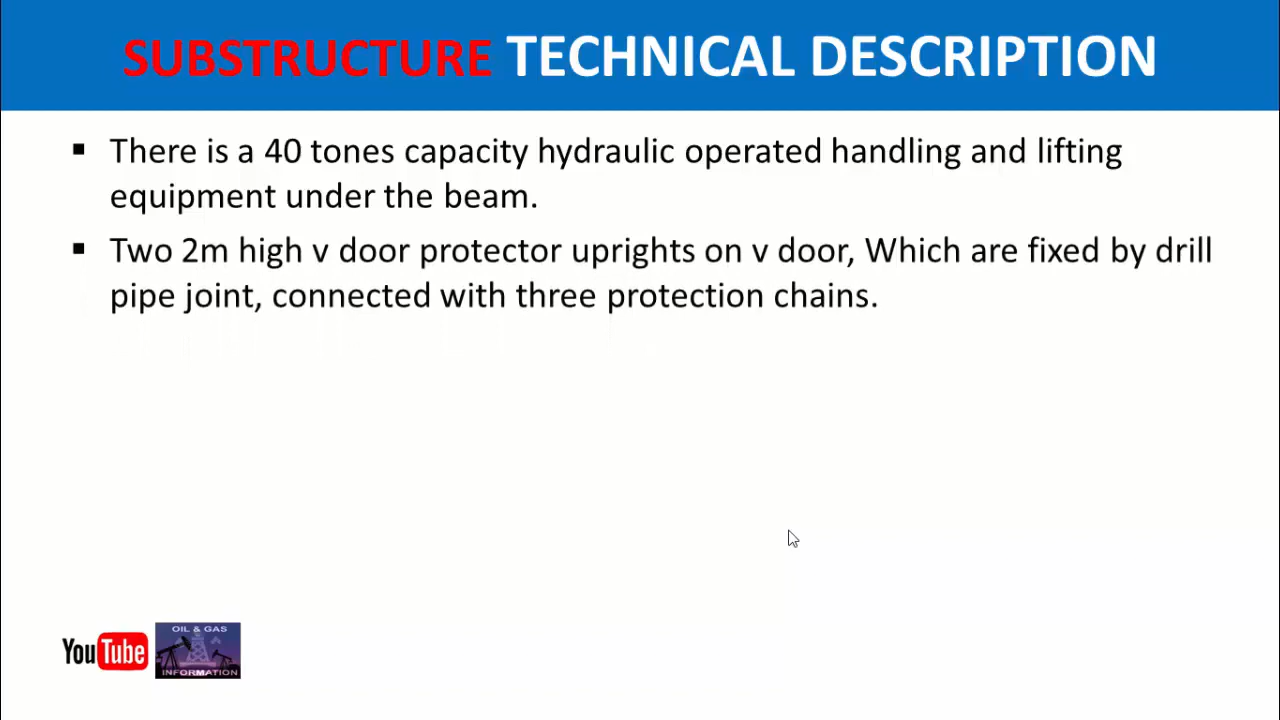 SUBSTRUCTURE TECHNICAL DESCRIPTION
▪ There is a 40 tones capacity hydraulic operated handling and lifting
equipment under the beam.
▪ Two 2m high v door protector uprights on v door, Which are fixed by drill
pipe joint, connected with three protection chains.
YouTube
OIL & GAS
INFORMATION